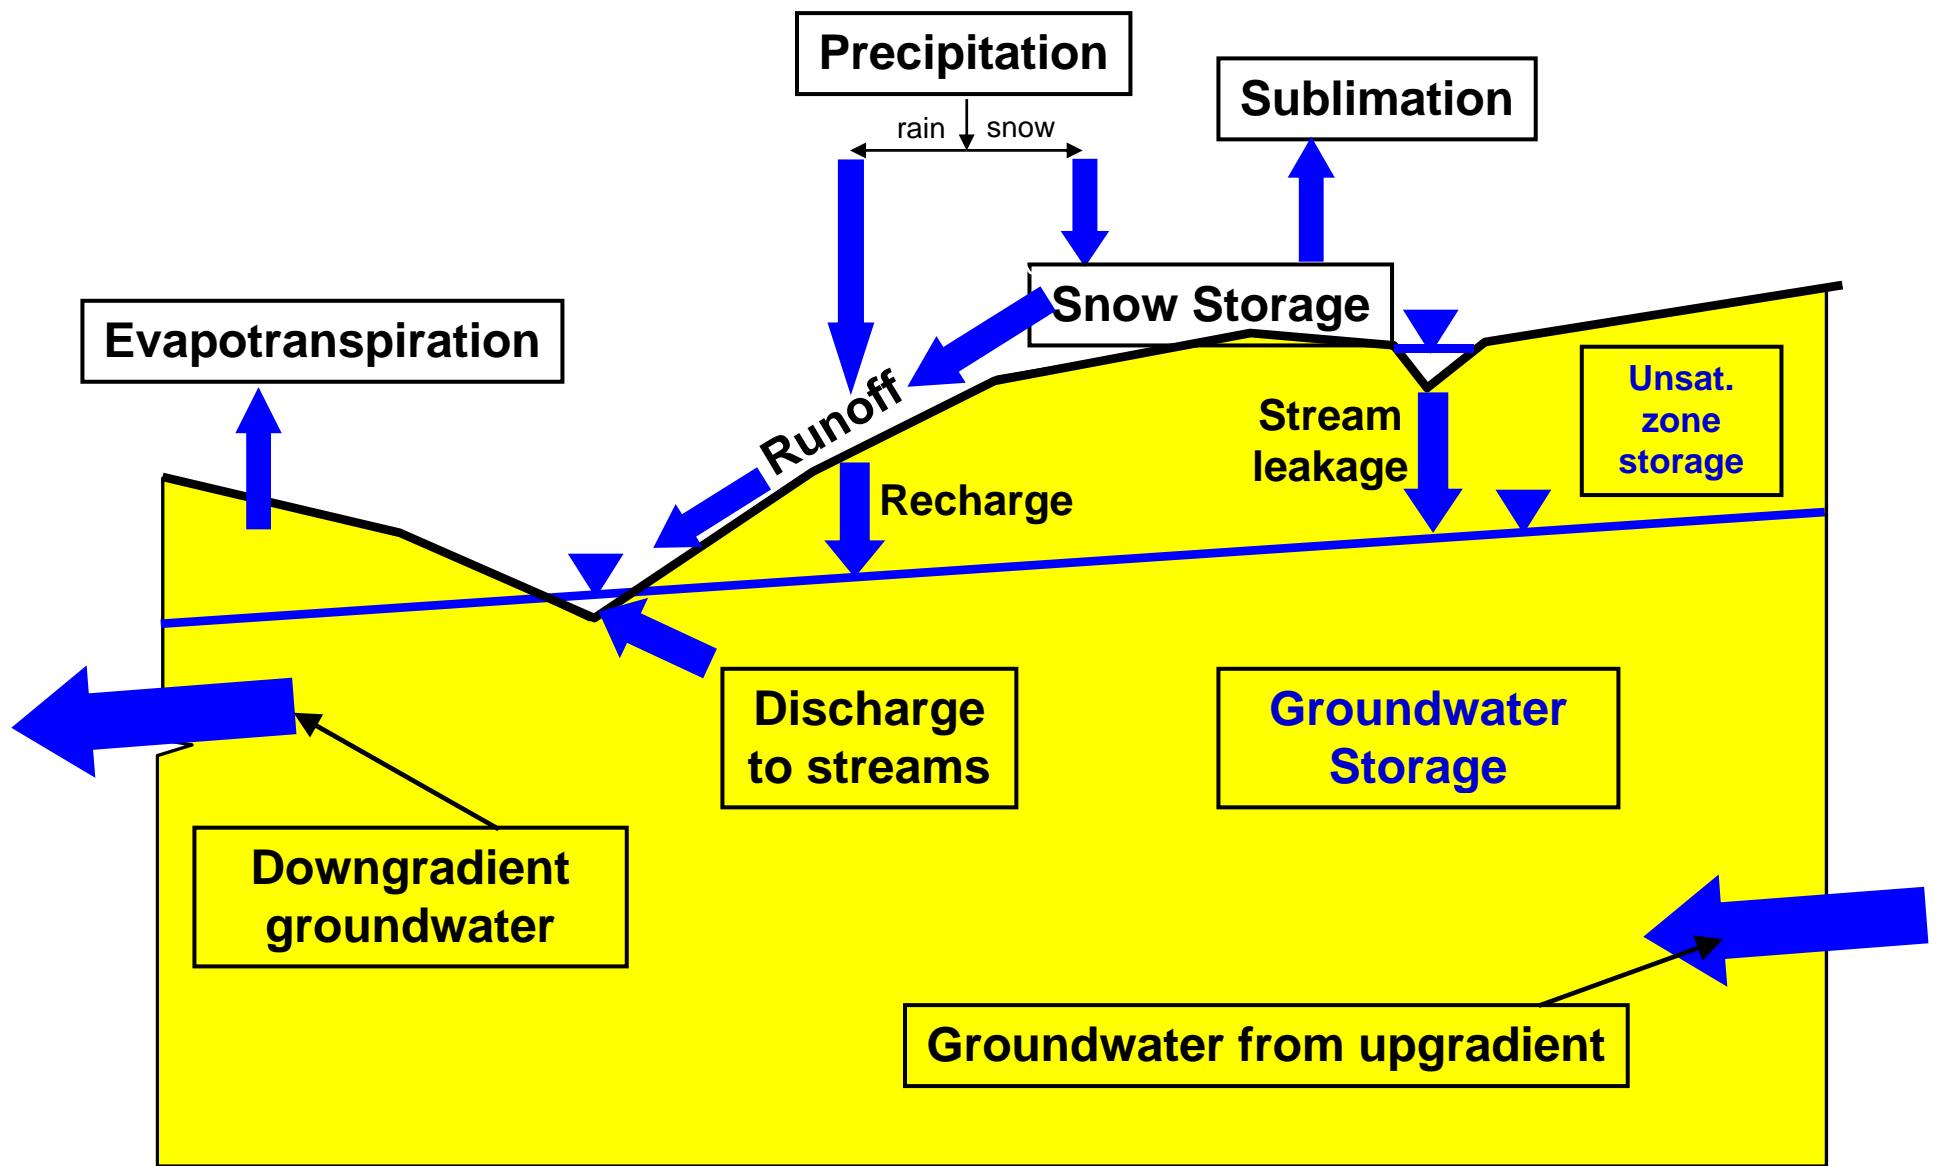 Precipitation
rain snow
Sublimation
Snow Storage
Evapotranspiration
Runoff
Unsat.
zone
storage
Stream
leakage
Recharge
Discharge
to streams
Groundwater
Storage
Downgradient
groundwater
Groundwater from upgradient